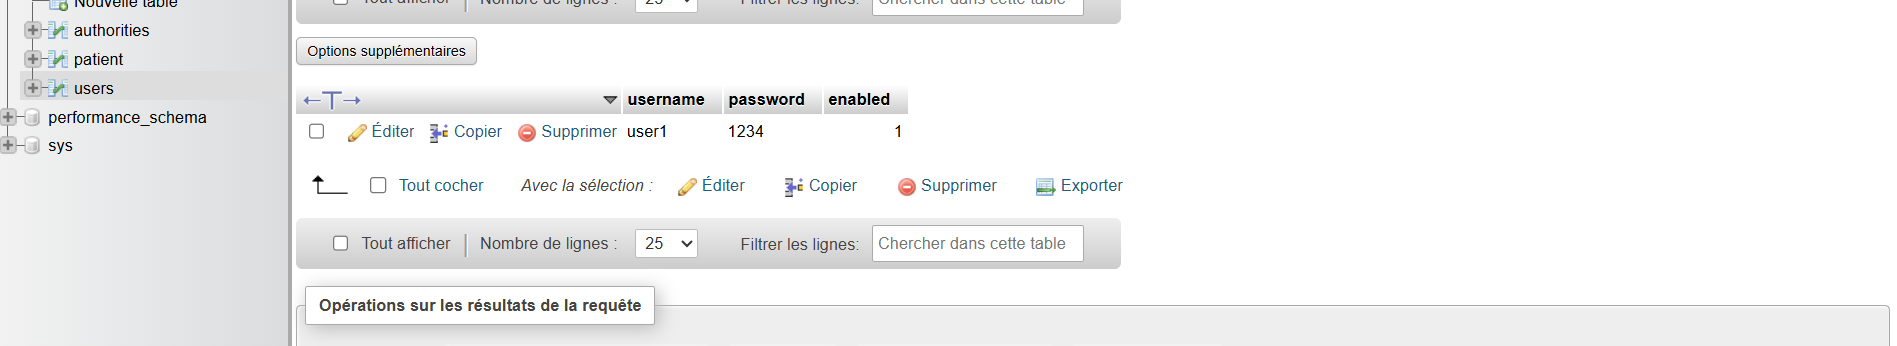 Nouvelle table
authorities
patient
users
performance_schema
sys
Tout afficher Nombre de lignes : 25 Filtrer les lignes: Chercher dans cette table
Options supplémentaires
username password enabled
Éditer Copier Supprimer user1 1234 1
Tout cocher Avec la sélection : Éditer Copier Supprimer Exporter
Tout afficher Nombre de lignes : 25 Filtrer les lignes: Chercher dans cette table
Opérations sur les résultats de la requête